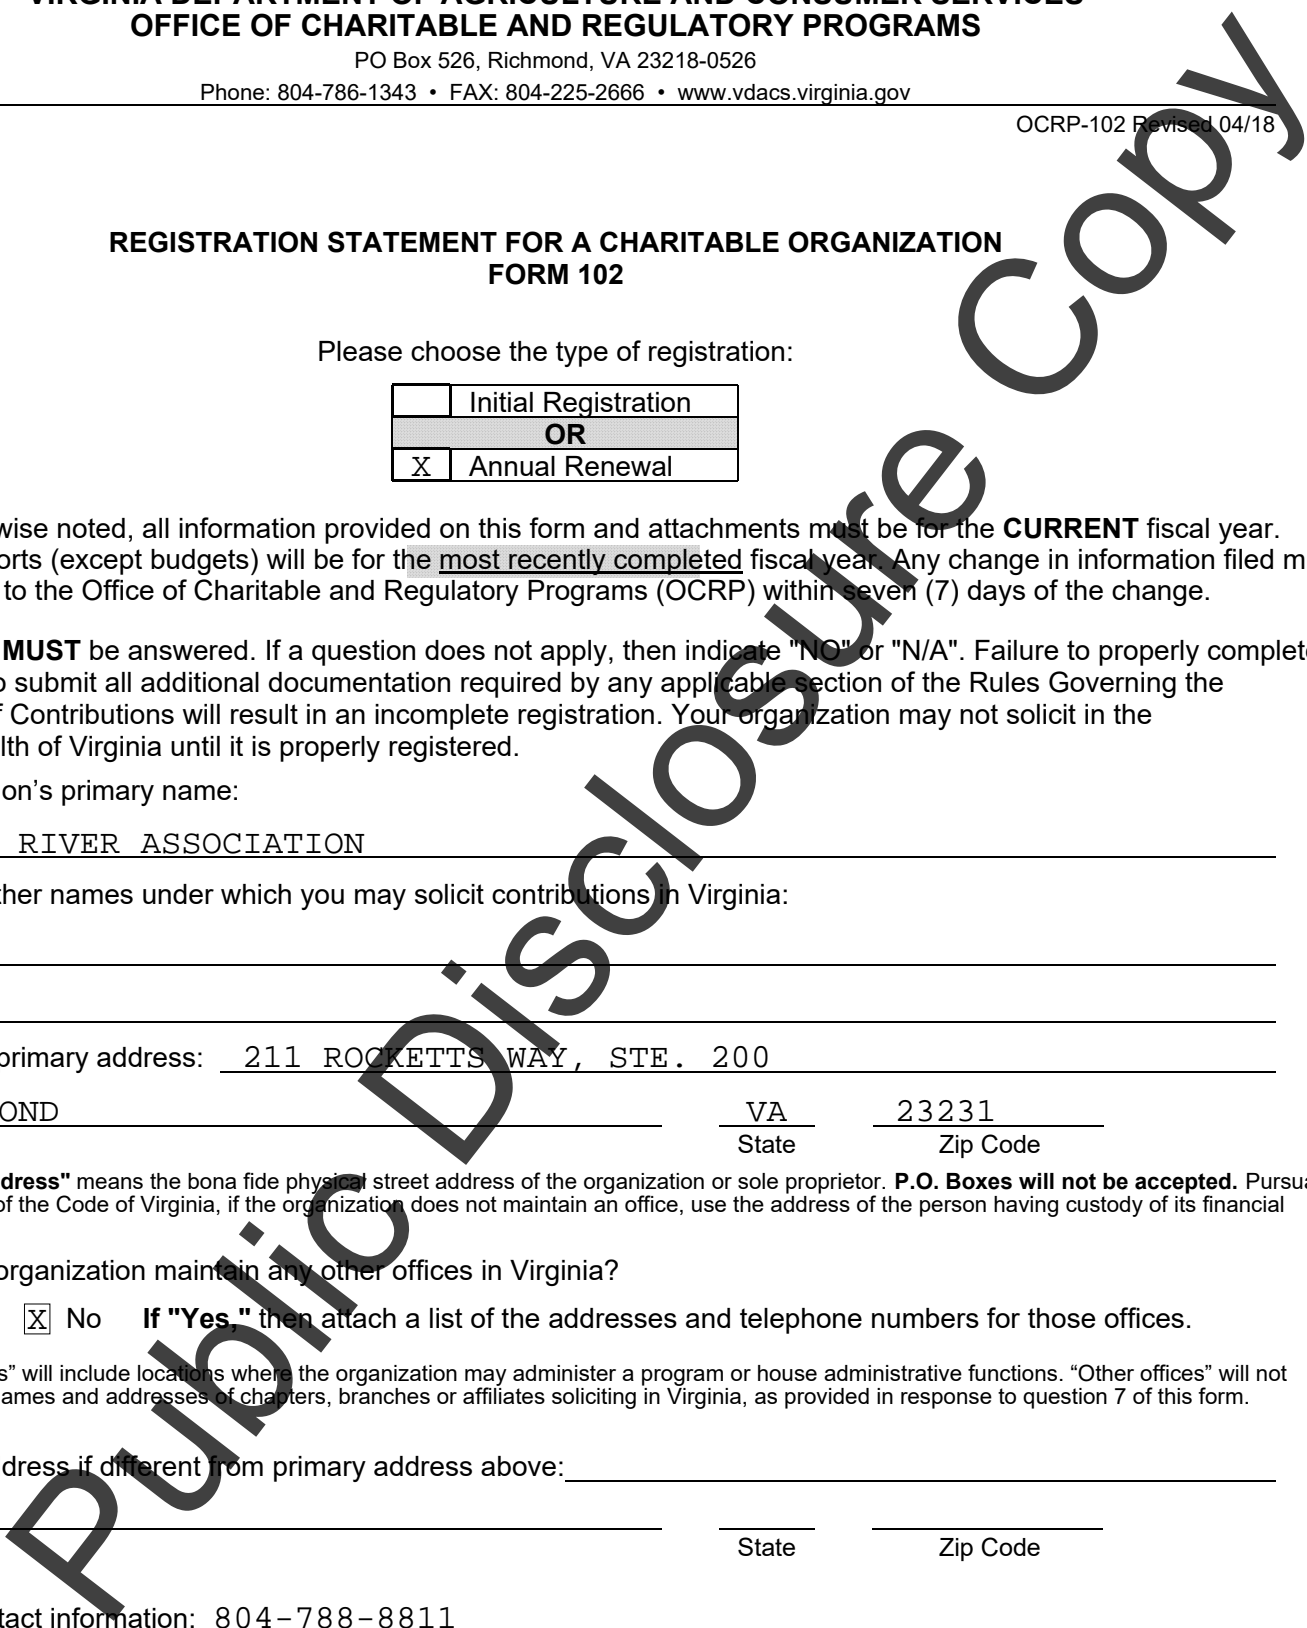 VIRGINIA DEPARTMENT OF AGRICULTURE AND CONSUMER SERVICES
OFFICE OF CHARITABLE AND REGULATORY PROGRAMS
PO Box 526, Richmond, VA 23218-0526
Phone: 804-786-1343 • FAX: 804-225-2666 • www.vdacs.virginia.gov
OCRP-102 Revised 04/18
REGISTRATION STATEMENT FOR A CHARITABLE ORGANIZATION
FORM 102
Please choose the type of registration:
Initial Registration
OR
X Annual Renewal
wise noted, all information provided on this form and attachments must be for the CURRENT fiscal year.
orts (except budgets) will be for the most recently completed fiscal year. Any change in information filed m
to the Office of Charitable and Regulatory Programs (OCRP) within seven (7) days of the change.
MUST be answered. If a question does not apply, then indicate "NO" or "N/A". Failure to properly complete
o submit all additional documentation required by any applicable section of the Rules Governing the
f Contributions will result in an incomplete registration. Your organization may not solicit in the
lth of Virginia until it is properly registered.
on’s primary name:
RIVER ASSOCIATION
ther names under which you may solicit contributions in Virginia:
primary address: 211 ROCKETTS WAY, STE. 200
OND VA 23231
State Zip Code
dress" means the bona fide physical street address of the organization or sole proprietor. P.O. Boxes will not be accepted. Pursua
of the Code of Virginia, if the organization does not maintain an office, use the address of the person having custody of its financial
organization maintain any other offices in Virginia?
X No If "Yes," then attach a list of the addresses and telephone numbers for those offices.
s” will include locations where the organization may administer a program or house administrative functions. “Other offices” will not
ames and addresses of chapters, branches or affiliates soliciting in Virginia, as provided in response to question 7 of this form.
dress if different from primary address above:
State Zip Code
tact information: 804-788-8811
Public Disclosure Copy